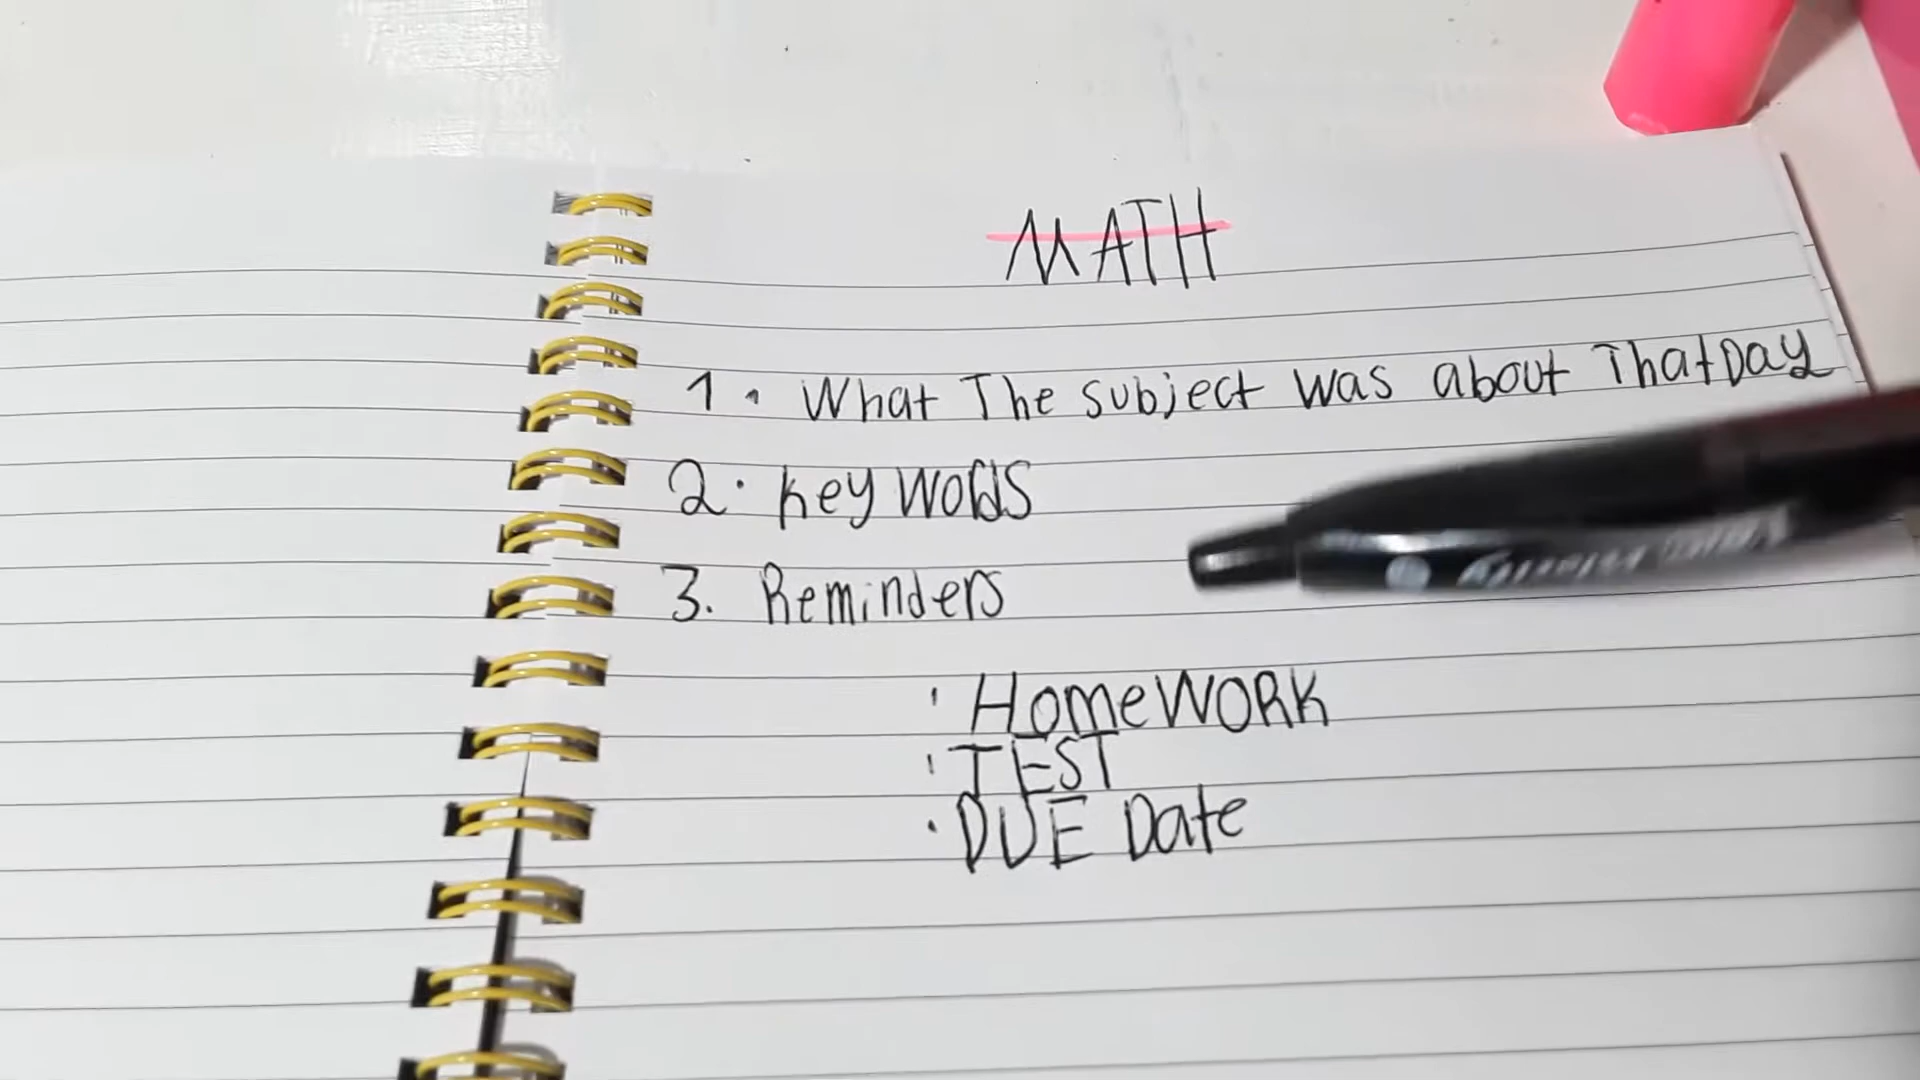 MATH
1. What The subject was about That Day
2. key words
3. Reminders
· HomeWORK
· TEST
· DUE Date